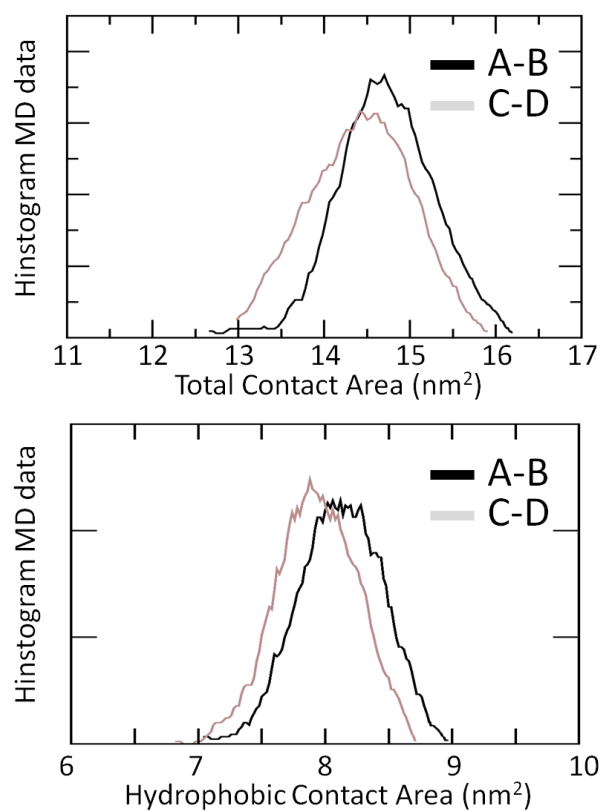 Hinstogram MD data
A-B
C-D
11 12 13 14 15 16 17
Total Contact Area (nm²)
Hinstogram MD data
A-B
C-D
6 7 8 9 10
Hydrophobic Contact Area (nm²)